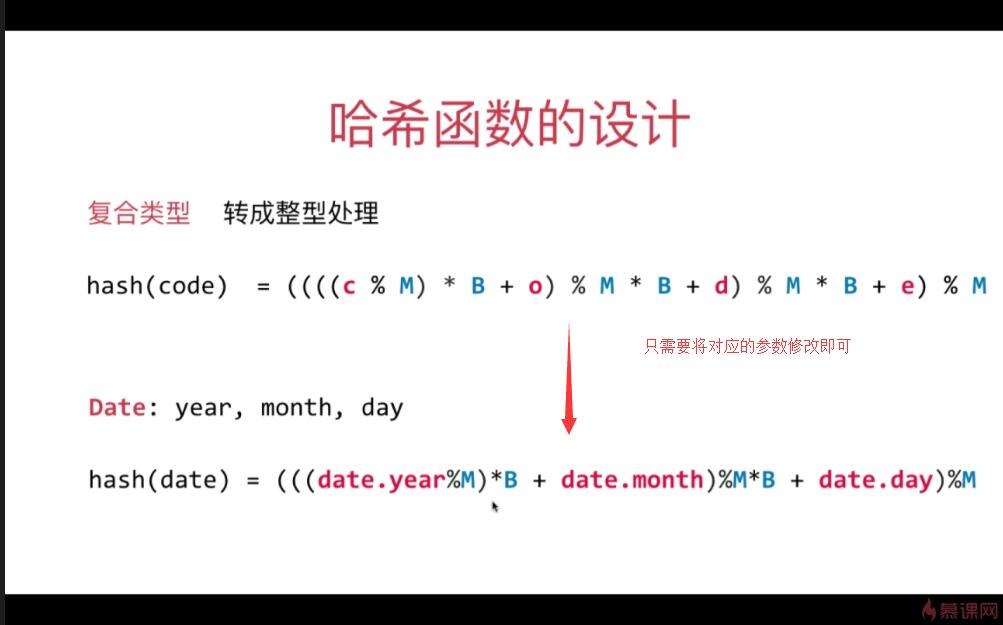 哈希函数的设计
复合类型 转成整型处理
hash(code) = ((((c % M) * B + o) % M * B + d) % M * B + e) % M
只需要将对应的参数修改即可
Date: year, month, day
hash(date) = (((date.year%M)*B + date.month)%M*B + date.day)%M
慕课网